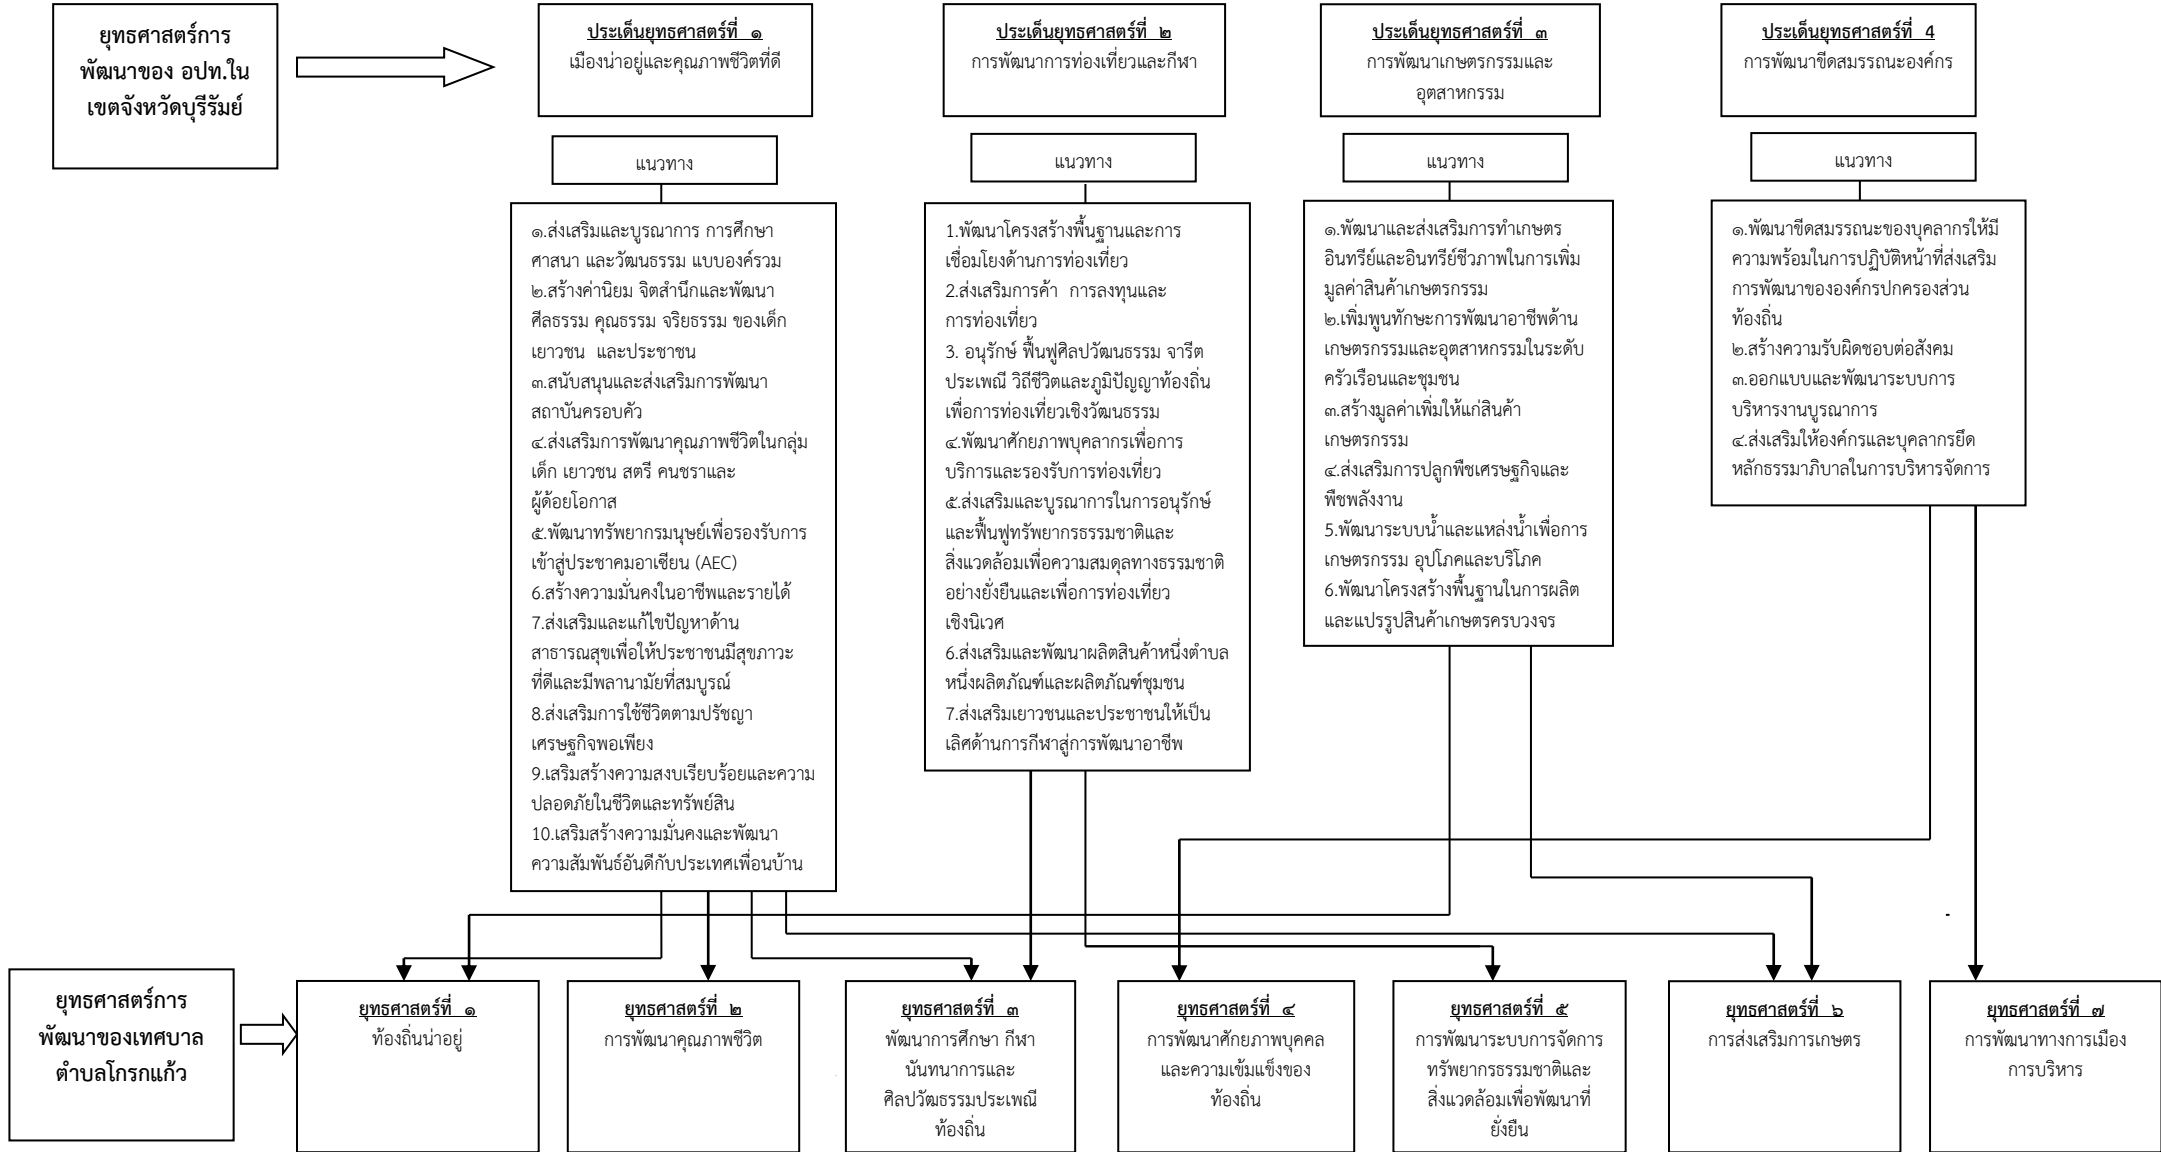 ยุทธศาสตร์การ
พัฒนาของ อปท.ใน
เขตจังหวัดบุรีรัมย์
ประเด็นยุทธศาสตร์ที่ ๑
เมืองน่าอยู่และคุณภาพชีวิตที่ดี
ประเด็นยุทธศาสตร์ที่ ๒
การพัฒนาการท่องเที่ยวและกีฬา
ประเด็นยุทธศาสตร์ที่ ๓
การพัฒนาเกษตรกรรมและ
อุตสาหกรรม
ประเด็นยุทธศาสตร์ที่ 4
การพัฒนาขีดสมรรถนะองค์กร
แนวทาง
แนวทาง
แนวทาง
แนวทาง
๑.ส่งเสริมและบูรณาการ การศึกษา
ศาสนา และวัฒนธรรม แบบองค์รวม
๒.สร้างค่านิยม จิตสำนึกและพัฒนา
ศีลธรรม คุณธรรม จริยธรรม ของเด็ก
เยาวชน และประชาชน
๓.สนับสนุนและส่งเสริมการพัฒนา
สถาบันครอบคัว
๔.ส่งเสริมการพัฒนาคุณภาพชีวิตในกลุ่ม
เด็ก เยาวชน สตรี คนชราและ
ผู้ด้อยโอกาส
๕.พัฒนาทรัพยากรมนุษย์เพื่อรองรับการ
เข้าสู่ประชาคมอาเซียน (AEC)
6.สร้างความมั่นคงในอาชีพและรายได้
7.ส่งเสริมและแก้ไขปัญหาด้าน
สาธารณสุขเพื่อให้ประชาชนมีสุขภาวะ
ที่ดีและมีพลานามัยที่สมบูรณ์
8.ส่งเสริมการใช้ชีวิตตามปรัชญา
เศรษฐกิจพอเพียง
9.เสริมสร้างความสงบเรียบร้อยและความ
ปลอดภัยในชีวิตและทรัพย์สิน
10.เสริมสร้างความมั่นคงและพัฒนา
ความสัมพันธ์อันดีกับประเทศเพื่อนบ้าน
1.พัฒนาโครงสร้างพื้นฐานและการ
เชื่อมโยงด้านการท่องเที่ยว
2.ส่งเสริมการค้า การลงทุนและ
การท่องเที่ยว
3. อนุรักษ์ ฟื้นฟูศิลปวัฒนธรรม จารีต
ประเพณี วิถีชีวิตและภูมิปัญญาท้องถิ่น
เพื่อการท่องเที่ยวเชิงวัฒนธรรม
๔.พัฒนาศักยภาพบุคลากรเพื่อการ
บริการและรองรับการท่องเที่ยว
๕.ส่งเสริมและบูรณาการในการอนุรักษ์
และฟื้นฟูทรัพยากรธรรมชาติและ
สิ่งแวดล้อมเพื่อความสมดุลทางธรรมชาติ
อย่างยั่งยืนและเพื่อการท่องเที่ยว
เชิงนิเวศ
6.ส่งเสริมและพัฒนาผลิตสินค้าหนึ่งตำบล
หนึ่งผลิตภัณฑ์และผลิตภัณฑ์ชุมชน
7.ส่งเสริมเยาวชนและประชาชนให้เป็น
เลิศด้านการกีฬาสู่การพัฒนาอาชีพ
๑.พัฒนาและส่งเสริมการทำเกษตร
อินทรีย์และอินทรีย์ชีวภาพในการเพิ่ม
มูลค่าสินค้าเกษตรกรรม
๒.เพิ่มพูนทักษะการพัฒนาอาชีพด้าน
เกษตรกรรมและอุตสาหกรรมในระดับ
ครัวเรือนและชุมชน
๓.สร้างมูลค่าเพิ่มให้แก่สินค้า
เกษตรกรรม
๔.ส่งเสริมการปลูกพืชเศรษฐกิจและ
พืชพลังงาน
5.พัฒนาระบบน้ำและแหล่งน้ำเพื่อการ
เกษตรกรรม อุปโภคและบริโภค
6.พัฒนาโครงสร้างพื้นฐานในการผลิต
และแปรรูปสินค้าเกษตรครบวงจร
๑.พัฒนาขีดสมรรถนะของบุคลากรให้มี
ความพร้อมในการปฏิบัติหน้าที่ส่งเสริม
การพัฒนาขององค์กรปกครองส่วน
ท้องถิ่น
๒.สร้างความรับผิดชอบต่อสังคม
๓.ออกแบบและพัฒนาระบบการ
บริหารงานบูรณาการ
๔.ส่งเสริมให้องค์กรและบุคลากรยึด
หลักธรรมาภิบาลในการบริหารจัดการ
-
ยุทธศาสตร์การ
พัฒนาของเทศบาล
ตำบลโกรกแก้ว
ยุทธศาสตร์ที่ ๑
ท้องถิ่นน่าอยู่
ยุทธศาสตร์ที่ ๒
การพัฒนาคุณภาพชีวิต
ยุทธศาสตร์ที่ ๓
พัฒนาการศึกษา กีฬา
นันทนาการและ
ศิลปวัฒธรรมประเพณี
ท้องถิ่น
ยุทธศาสตร์ที่ ๔
การพัฒนาศักยภาพบุคคล
และความเข้มแข็งของ
ท้องถิ่น
ยุทธศาสตร์ที่ ๕
การพัฒนาระบบการจัดการ
ทรัพยากรธรรมชาติและ
สิ่งแวดล้อมเพื่อพัฒนาที่
ยั่งยืน
ยุทธศาสตร์ที่ ๖
การส่งเสริมการเกษตร
ยุทธศาสตร์ที่ ๗
การพัฒนาทางการเมือง
การบริหาร